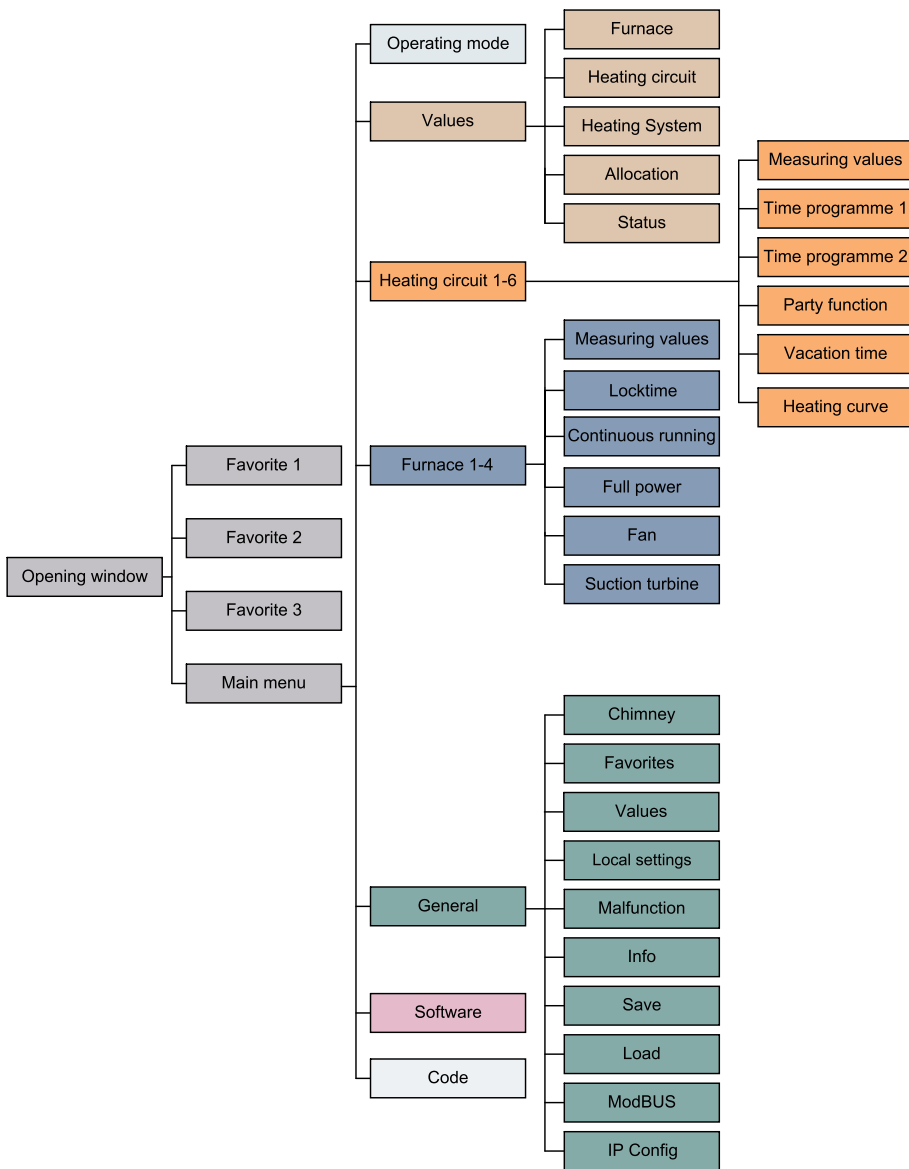 Opening window
Favorite 1
Favorite 2
Favorite 3
Main menu
Operating mode
Values
Heating circuit 1-6
Furnace 1-4
General
Software
Code
Furnace
Heating circuit
Heating System
Allocation
Status
Measuring values
Locktime
Continuous running
Full power
Fan
Suction turbine
Chimney
Favorites
Values
Local settings
Malfunction
Info
Save
Load
ModBUS
IP Config
Measuring values
Time programme 1
Time programme 2
Party function
Vacation time
Heating curve